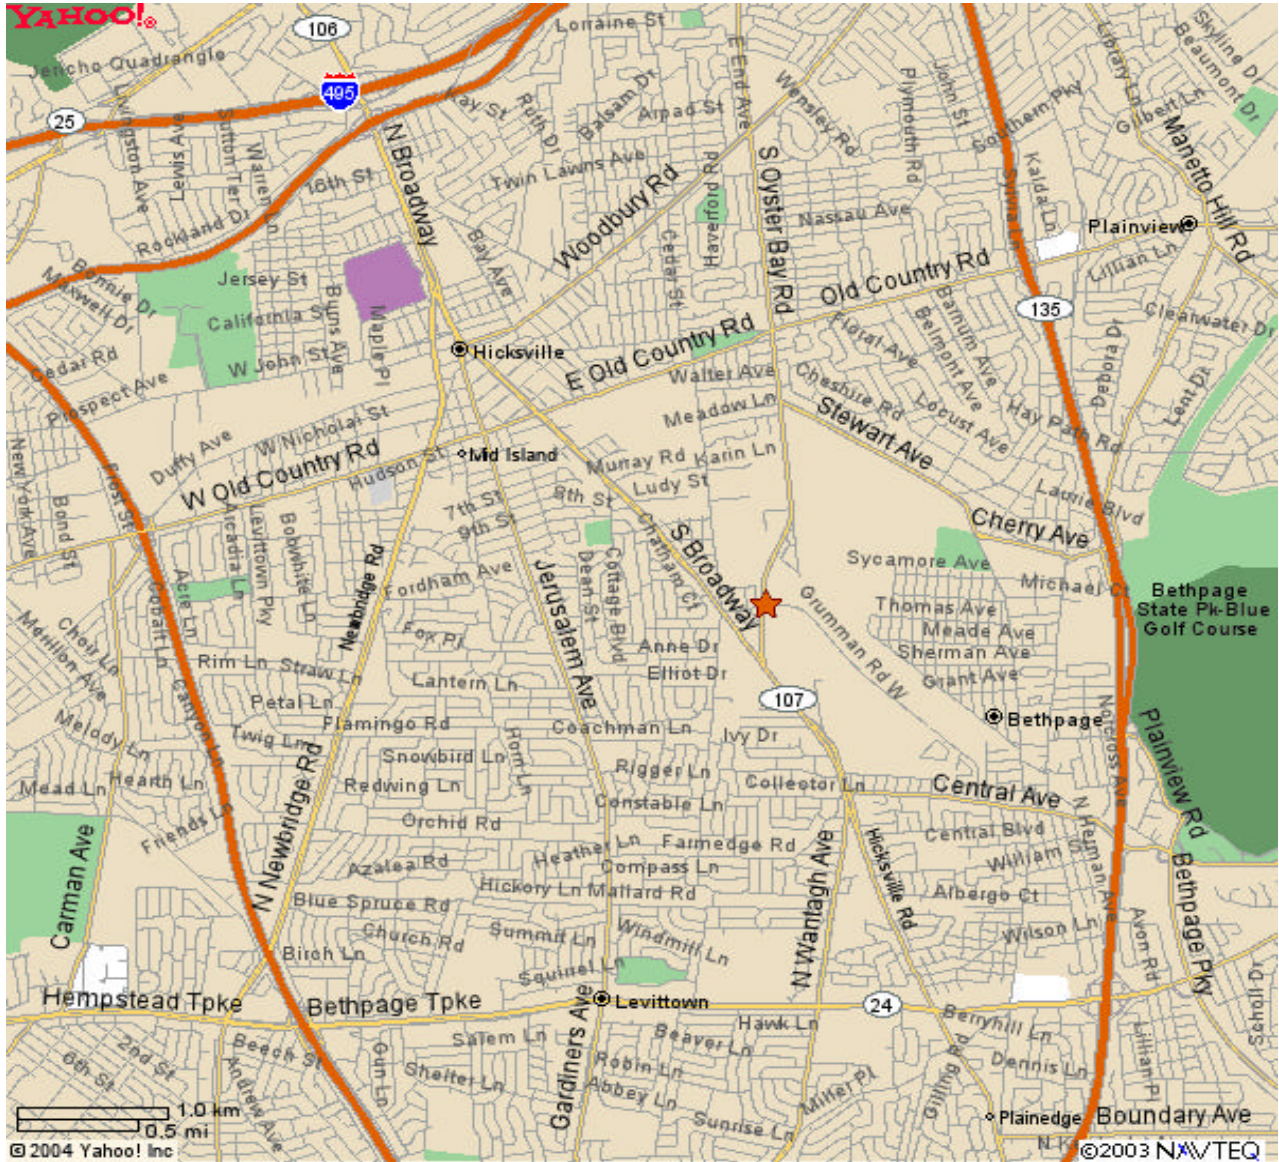 YAHOO!®
106
Lorraine St
Jericho Quadrangle
495
25
Livingston Ave
Lewis Ave
Sutton Ter
Warren Ln
Kay St
Ruth Dr
Balsam Dr
Arpad St
E End Ave
Wensley Rd
Plymouth Rd
John St
Southern Pky
Library Ln
Skyline Dr
Beaumont Dr
Gilbert Ln
Manetto Hill Rd
N Broadway
16th St
Twin Lawns Ave
Woodbury Rd
S Oyster Bay Rd
Haverford Rd
Cedar St
Nassau Ave
Sylvia Ln
Kalda Ln
Plainview
Lillian Ln
Rockland Dr
Bonnie Dr
Maxwell Dr
Jersey St
California St
Burns Ave
Maple Pl
Bay Ave
Old Country Rd
135
Clearwater Dr
Cedar Rd
W John St
Prospect Ave
Hicksville
E Old Country Rd
Walter Ave
Floral Ave
Barnum Ave
Belmont Ave
Debora Dr
Lent Dr
Cheshire Rd
Locust Ave
Hay Path Rd
Meadow Ln
Stewart Ave
W Nicholai St
Duffy Ave
New York Ave
Bond St
Frost St
W Old Country Rd
Hudson St
Mid Island
Murray Rd
Karin Ln
Ludy St
7th St
8th St
9th St
Laurie Blvd
Cherry Ave
Arcadia Ln
Levittown Pky
Bobwhite Ln
Newbridge Rd
Fordham Ave
Jerusalem Ave
Dean St
Cottage Blvd
Chatham Ct
S Broadway
Sycamore Ave
Michael Ct
Bethpage
State Pk-Blue
Golf Course
Acre Ln
Cobalt Ln
Choir Ln
Merillon Ave
Fox Pl
Grumman Rd W
Thomas Ave
Meade Ave
Sherman Ave
Grant Ave
Anne Dr
Elliot Dr
Rim Ln
Straw Ln
Lantern Ln
Canyon Ln
Petal Ln
Flamingo Rd
107
Norcross Ave
Bethpage
Melody Ln
Twig Ln
Coachman Ln
Ivy Dr
Plainview Rd
Snowbird Ln
Horn Ln
Mead Ln
Hearth Ln
Redwing Ln
Rigger Ln
Collector Ln
Central Ave
N Newbridge Rd
Constable Ln
Friends Ln
Orchid Rd
N Herman Ave
Central Blvd
Hicksville Rd
William St
Heather Ln
Farmedge Rd
Carman Ave
Azalea Rd
Compass Ln
Hickory Ln
Mallard Rd
N Wantagh Ave
Albergo Ct
Bethpage Pky
Blue Spruce Rd
Church Rd
Summit Ln
Windmill Ln
Wilson Ln
Avon Rd
Birch Ln
Squirrel Ln
Hempstead Tpke
Bethpage Tpke
Levittown
24
Berryhill Ln
Schrol Dr
Salem Ln
Gardiners Ave
Hawk Ln
Beaver Ln
2nd St
6th St
Beech St
Andrew Ave
Gun Ln
Shelter Ln
Robin Ln
Abbey Ln
Miller Pl
Gilling Rd
Dennis Ln
Lillian Pl
1.0 km
0.5 mi
Sunrise Ln
Plainedge
Boundary Ave
© 2004 Yahoo! Inc
©2003 NAVTEQ